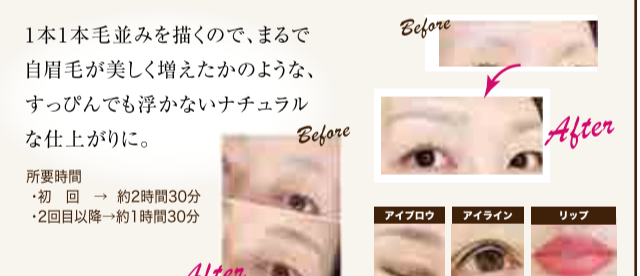 1本1本毛並みを描くので、まるで
自眉毛が美しく増えたかのような、
すっぴんでも浮かないナチュラル
な仕上がりに。
所要時間
・初　回　→　約2時間30分
・2回目以降→約1時間30分
Before
After
Before
After
アイブロウ
アイライン
リップ